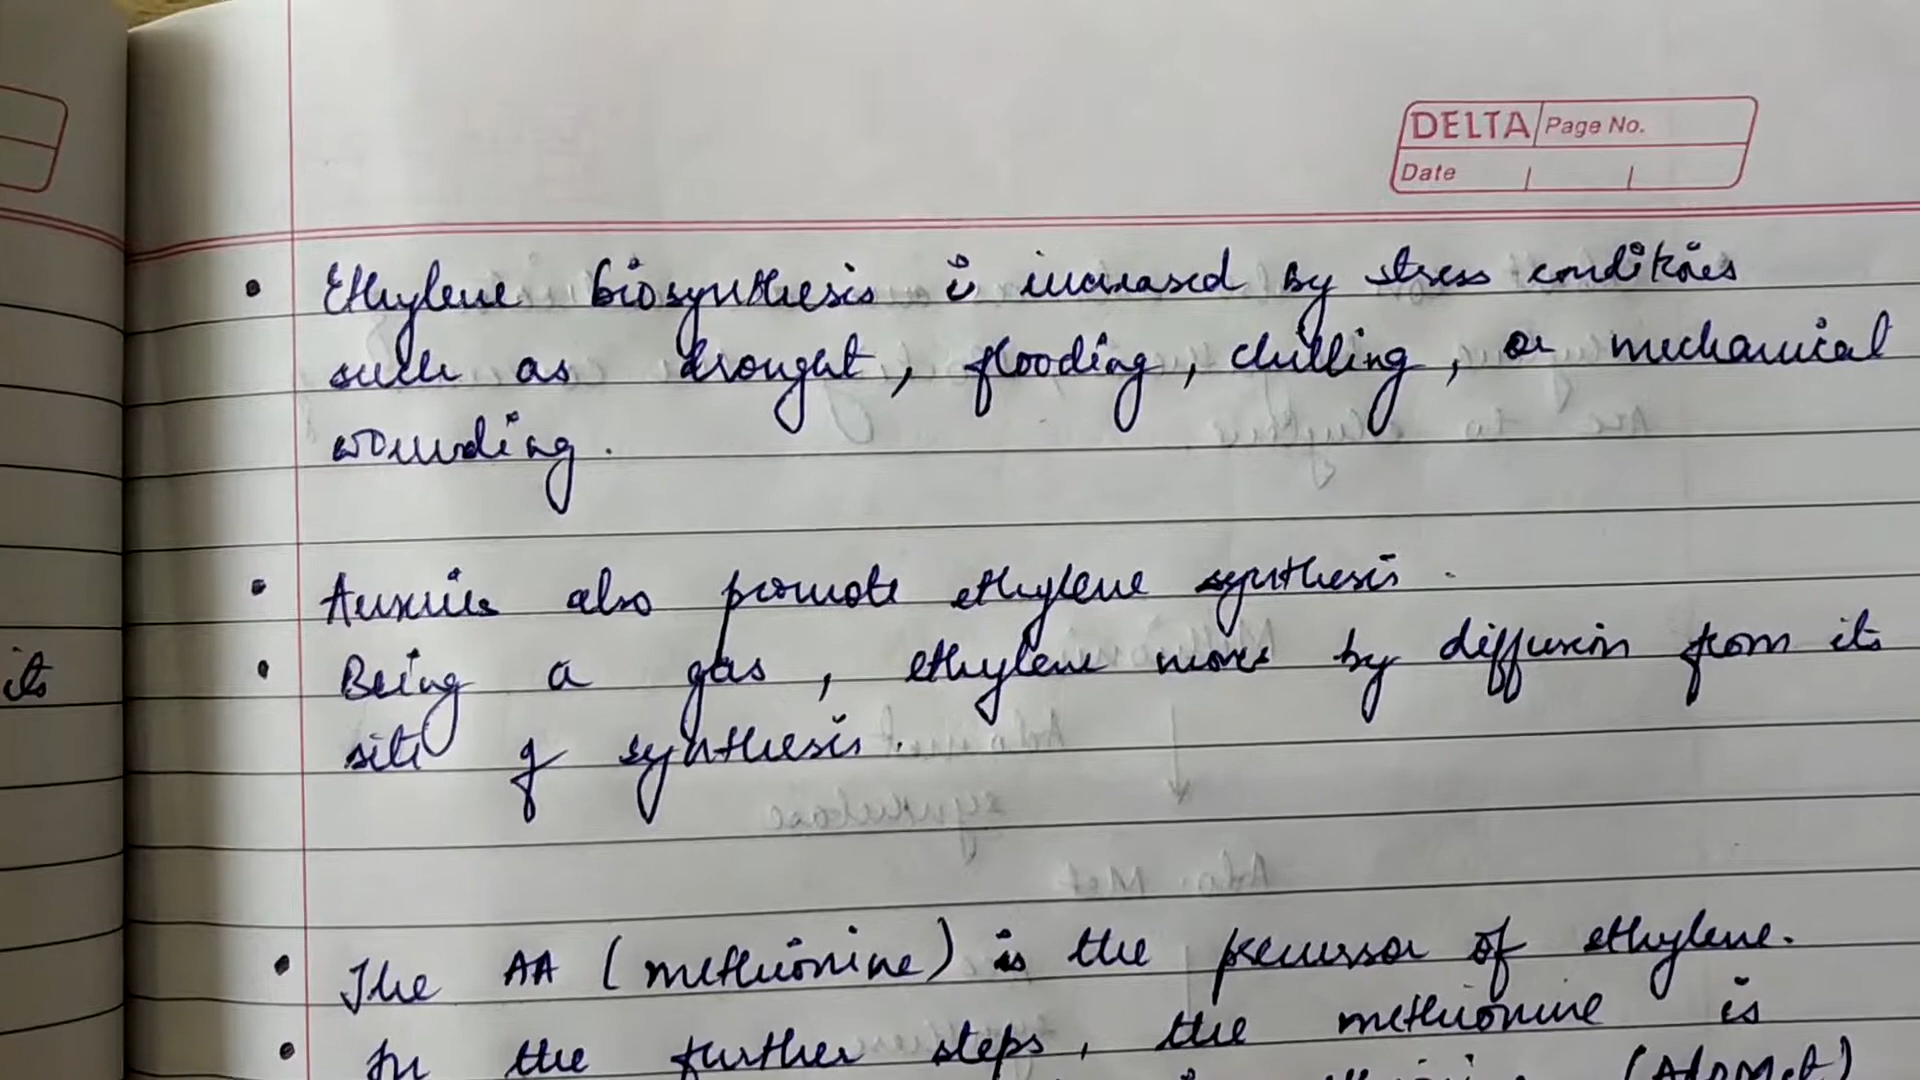 DELTA Page No.
Date
• Ethylene biosynthesis is increased by stress conditions
such as drought, flooding, chilling, or mechanical
wounding.
• Auxins also promote ethylene synthesis.
• Being a gas, ethylene moves by diffusion from its
site of synthesis.
its
• The AA (methionine) is the precursor of ethylene.
• In the further steps, the methionine is
(AdoMet)